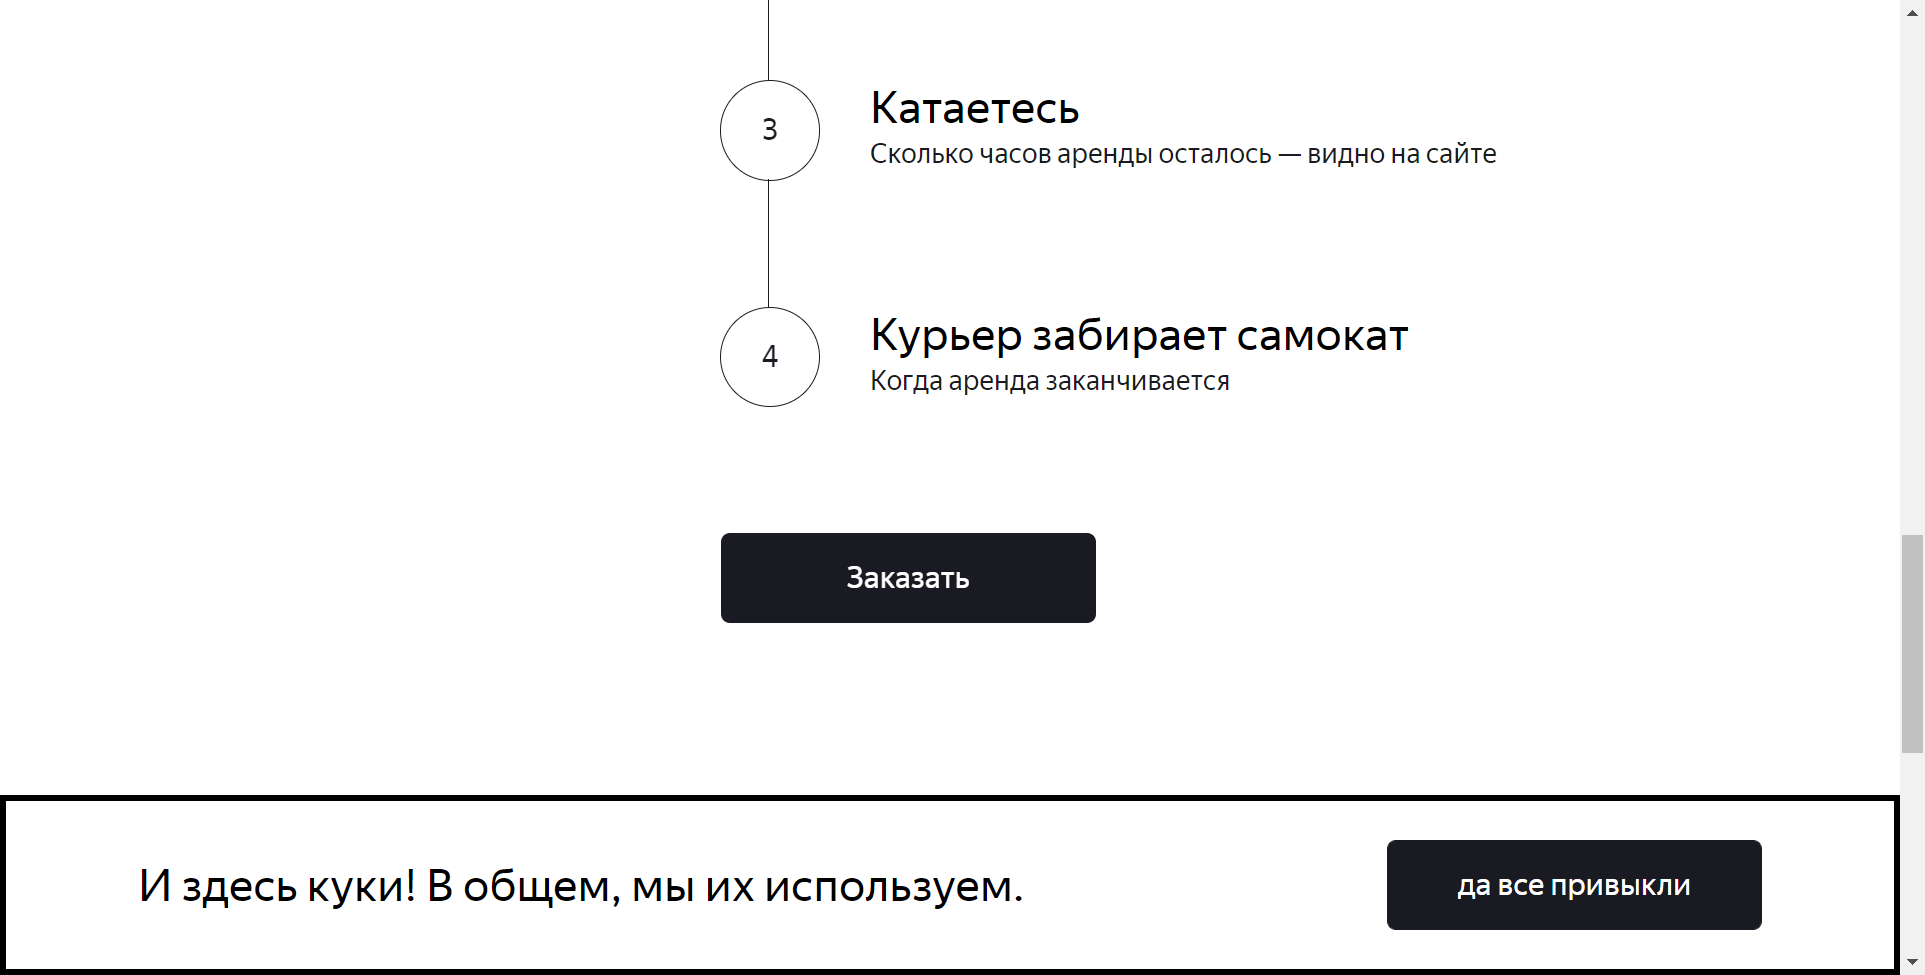 3
Катаетесь
Сколько часов аренды осталось — видно на сайте
4
Курьер забирает самокат
Когда аренда заканчивается
Заказать
И здесь куки! В общем, мы их используем.
да все привыкли